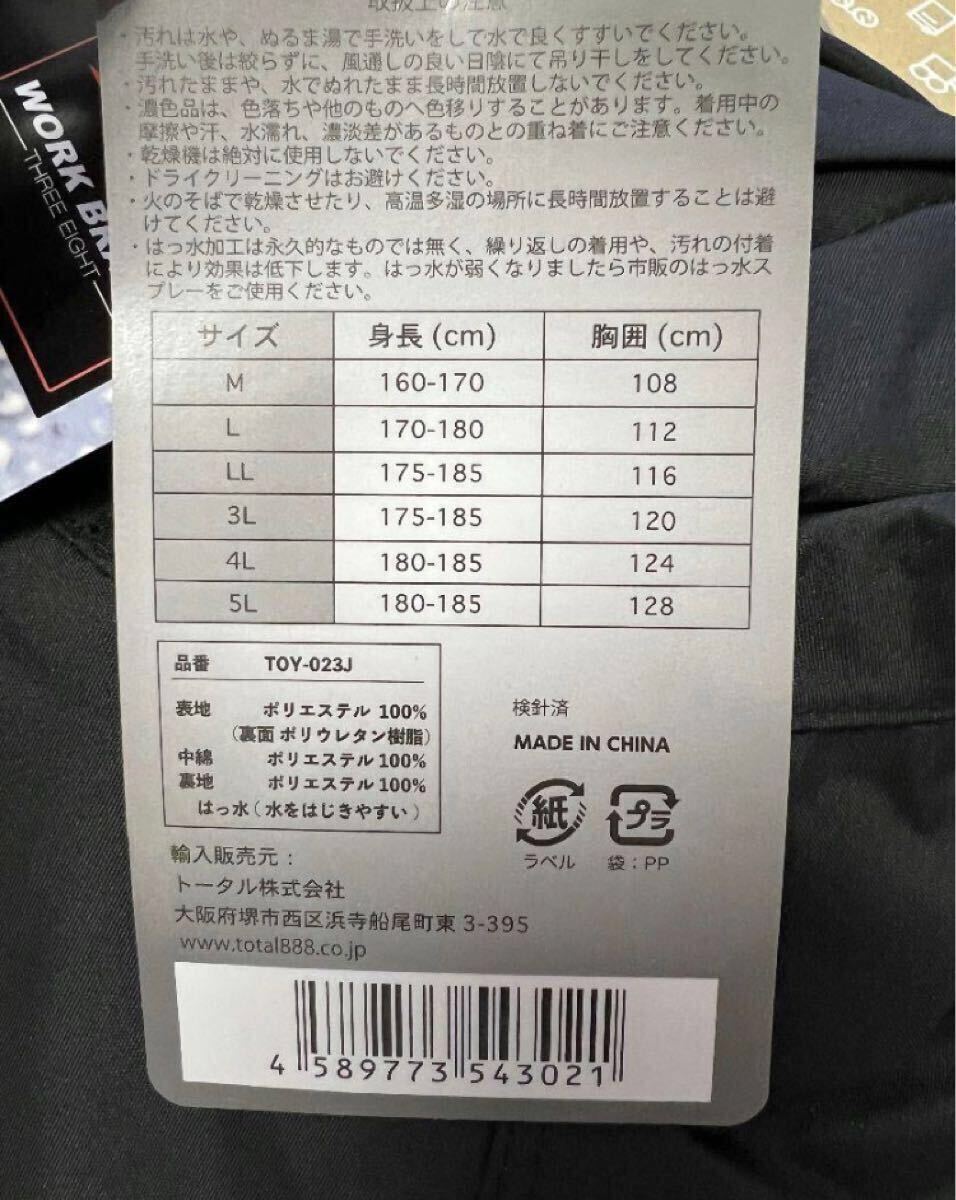 取扱上の注意
・汚れは水や、ぬるま湯で手洗いをして水で良くすすいでください。
手洗い後は絞らずに、風通しの良い日陰にて吊り干しをしてください。
・汚れたままや、水でぬれたまま長時間放置しないでください。
・濃色品は、色落ちや他のものへ色移りすることがあります。着用中の
摩擦や汗、水濡れ、濃淡差があるものとの重ね着にご注意ください。
・乾燥機は絶対に使用しないでください。
・ドライクリーニングはお避けください。
・火のそばで乾燥させたり、高温多湿の場所に長時間放置することは避
けてください。
・はっ水加工は永久的なものでは無く、繰り返しの着用や、汚れの付着
により効果は低下します。はっ水が弱くなりましたら市販のはっ水ス
プレーをご使用ください。
サイズ 身長 (cm) 胸囲 (cm)
M 160-170 108
L 170-180 112
LL 175-185 116
3L 175-185 120
4L 180-185 124
5L 180-185 128
品番 TOY-023J
表地 ポリエステル 100%
(裏面 ポリウレタン樹脂)
中綿 ポリエステル 100%
裏地 ポリエステル 100%
はっ水 (水をはじきやすい)
検針済
MADE IN CHINA
紙 プラ
ラベル 袋：PP
輸入販売元：
トータル株式会社
大阪府堺市西区浜寺船尾町東 3-395
www.total888.co.jp
4 589773 543021
WORK
THREE EIGHT